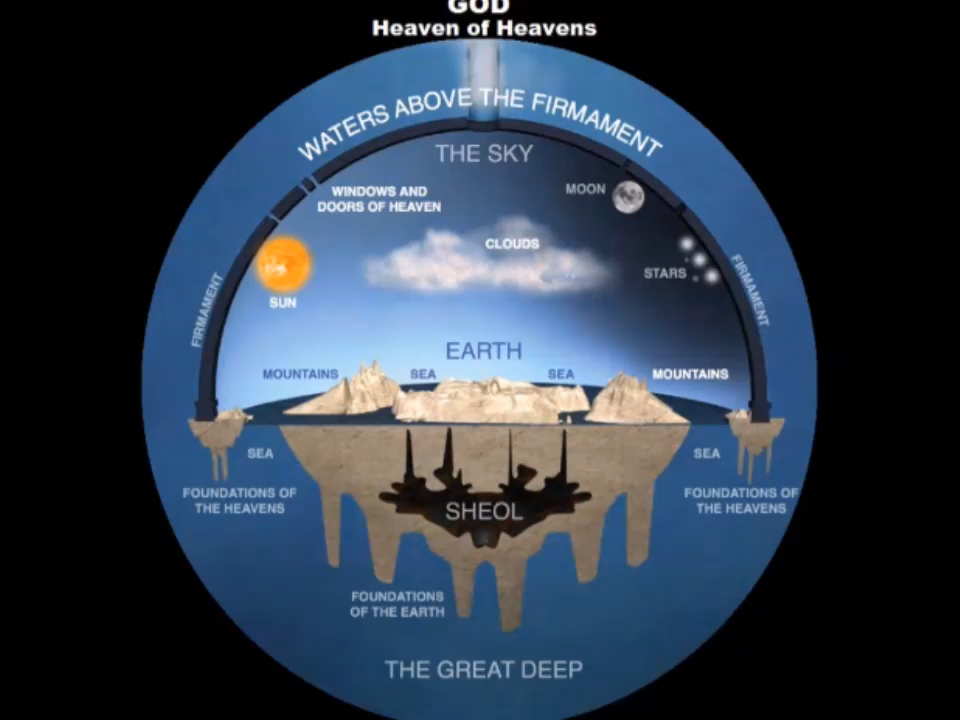 GOD
Heaven of Heavens
WATERS ABOVE THE FIRMAMENT
THE SKY
WINDOWS AND
DOORS OF HEAVEN
MOON
CLOUDS
STARS
SUN
FIRMAMENT
FIRMAMENT
EARTH
MOUNTAINS
SEA
SEA
MOUNTAINS
SEA
SEA
FOUNDATIONS OF
THE HEAVENS
FOUNDATIONS OF
THE HEAVENS
SHEOL
FOUNDATIONS
OF THE EARTH
THE GREAT DEEP